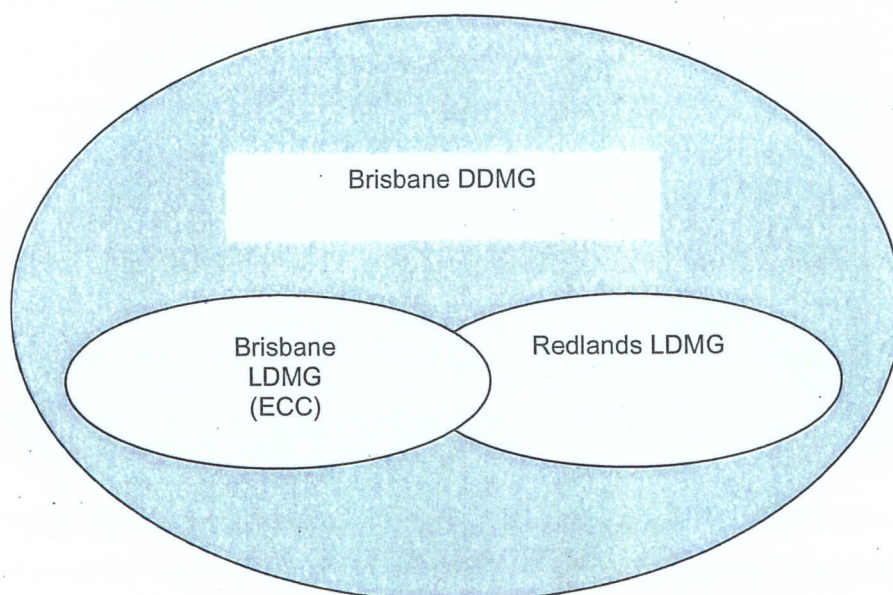 Brisbane DDMG
Brisbane
LDMG
(ECC)
Redlands LDMG